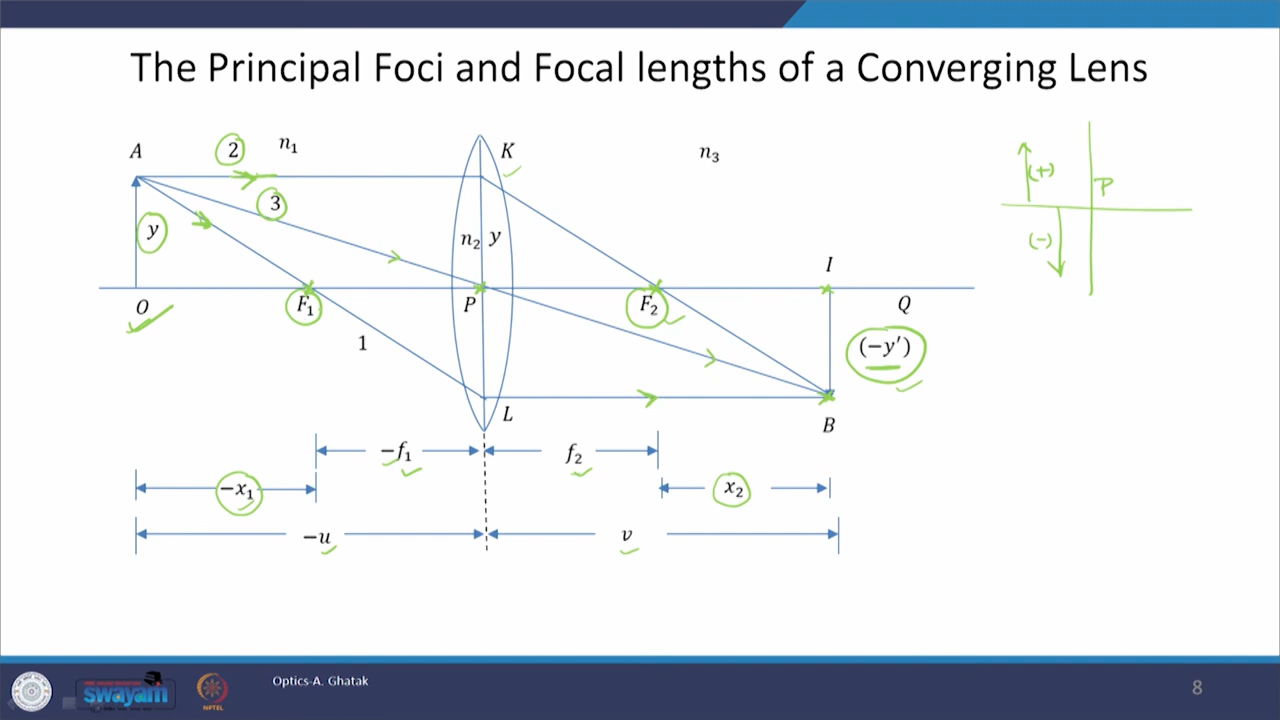 The Principal Foci and Focal lengths of a Converging Lens
A 2 n₁ K n₃
3
y n₂ y
(+)
P
(-)
O F₁ P F₂ I Q
1 (−y′)
L B
−f₁ f₂
−x₁ x₂
−u v
Optics-A. Ghatak
swayam
NPTEL
8